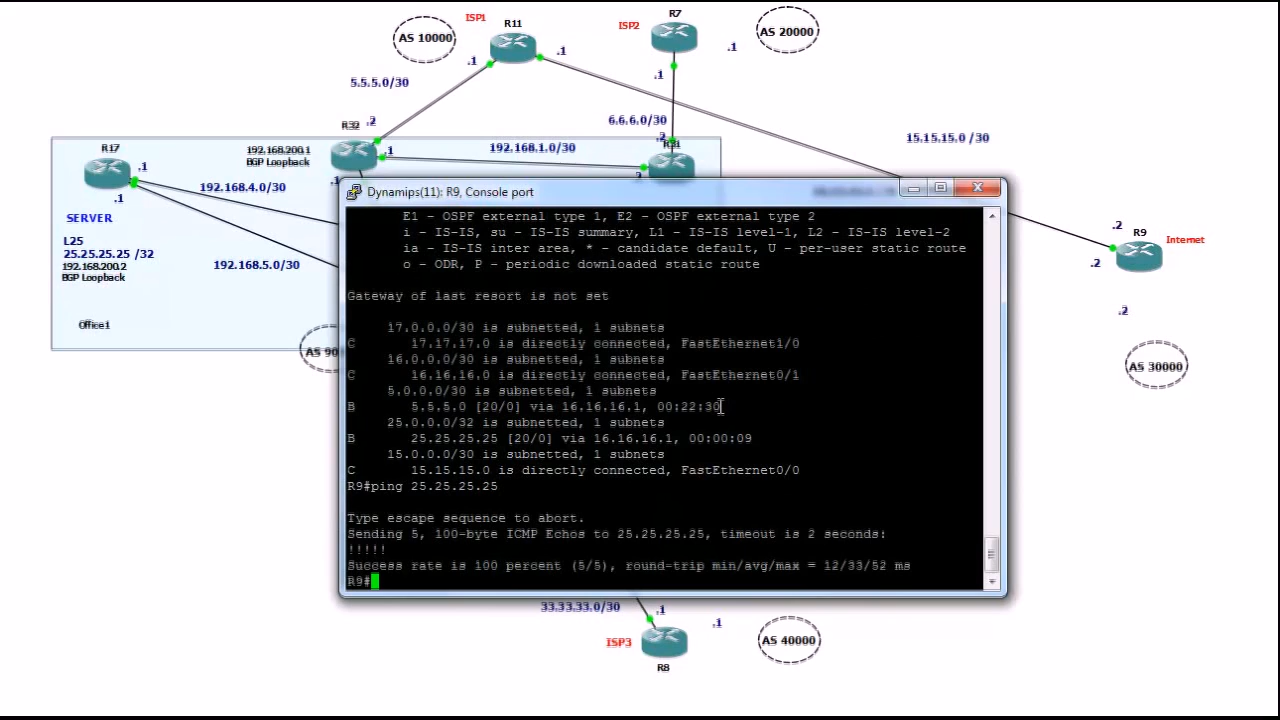 ISP1
R11
AS 10000
.1
.1
5.5.5.0/30
ISP2
R7
.1
.1
AS 20000
6.6.6.0/30
.2
R31
15.15.15.0 /30
R32
.2
.1
192.168.200.1
BGP Loopback
192.168.1.0/30
R17
.1
.1
192.168.4.0/30
192.168.5.0/30
SERVER
L25
25.25.25.25 /32
192.168.200.2
BGP Loopback
Office1
.2
R9
Internet
.2
.2
AS 30000
Dynamips(11): R9, Console port
E1 - OSPF external type 1, E2 - OSPF external type 2
i - IS-IS, su - IS-IS summary, L1 - IS-IS level-1, L2 - IS-IS level-2
ia - IS-IS inter area, * - candidate default, U - per-user static route
o - ODR, P - periodic downloaded static route
Gateway of last resort is not set
17.0.0.0/30 is subnetted, 1 subnets
C 17.17.17.0 is directly connected, FastEthernet1/0
16.0.0.0/30 is subnetted, 1 subnets
C 16.16.16.0 is directly connected, FastEthernet0/1
5.0.0.0/30 is subnetted, 1 subnets
B 5.5.5.0 [20/0] via 16.16.16.1, 00:22:30
25.0.0.0/32 is subnetted, 1 subnets
B 25.25.25.25 [20/0] via 16.16.16.1, 00:00:09
15.0.0.0/30 is subnetted, 1 subnets
C 15.15.15.0 is directly connected, FastEthernet0/0
R9#ping 25.25.25.25
Type escape sequence to abort.
Sending 5, 100-byte ICMP Echos to 25.25.25.25, timeout is 2 seconds:
!!!!!
Success rate is 100 percent (5/5), round-trip min/avg/max = 12/33/52 ms
R9#
33.33.33.0/30
.1
.1
ISP3
R8
AS 40000